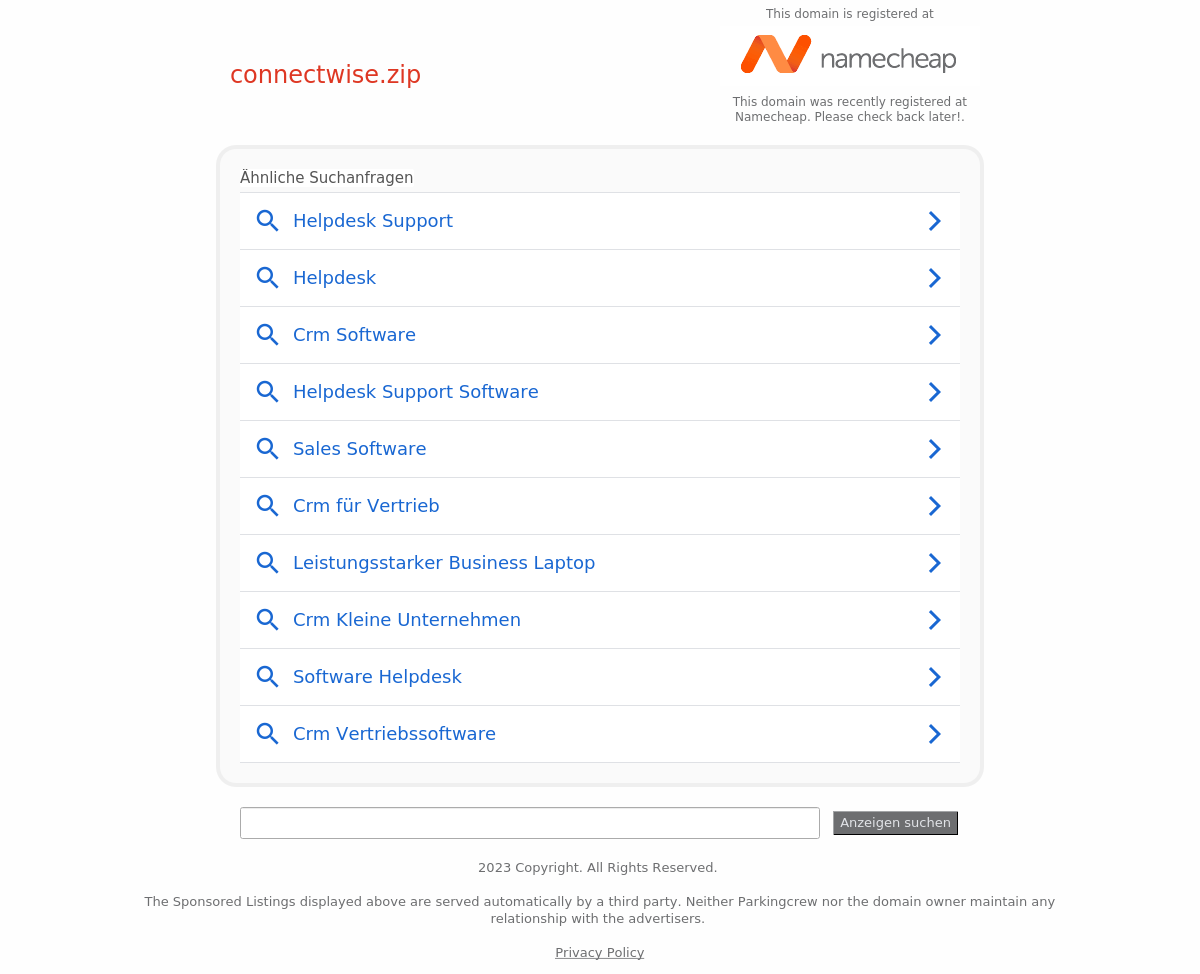 This domain is registered at
connectwise.zip
namecheap
This domain was recently registered at
Namecheap. Please check back later!.
Ähnliche Suchanfragen
Helpdesk Support
Helpdesk
Crm Software
Helpdesk Support Software
Sales Software
Crm für Vertrieb
Leistungsstarker Business Laptop
Crm Kleine Unternehmen
Software Helpdesk
Crm Vertriebssoftware
Anzeigen suchen
2023 Copyright. All Rights Reserved.
The Sponsored Listings displayed above are served automatically by a third party. Neither Parkingcrew nor the domain owner maintain any
relationship with the advertisers.
Privacy Policy